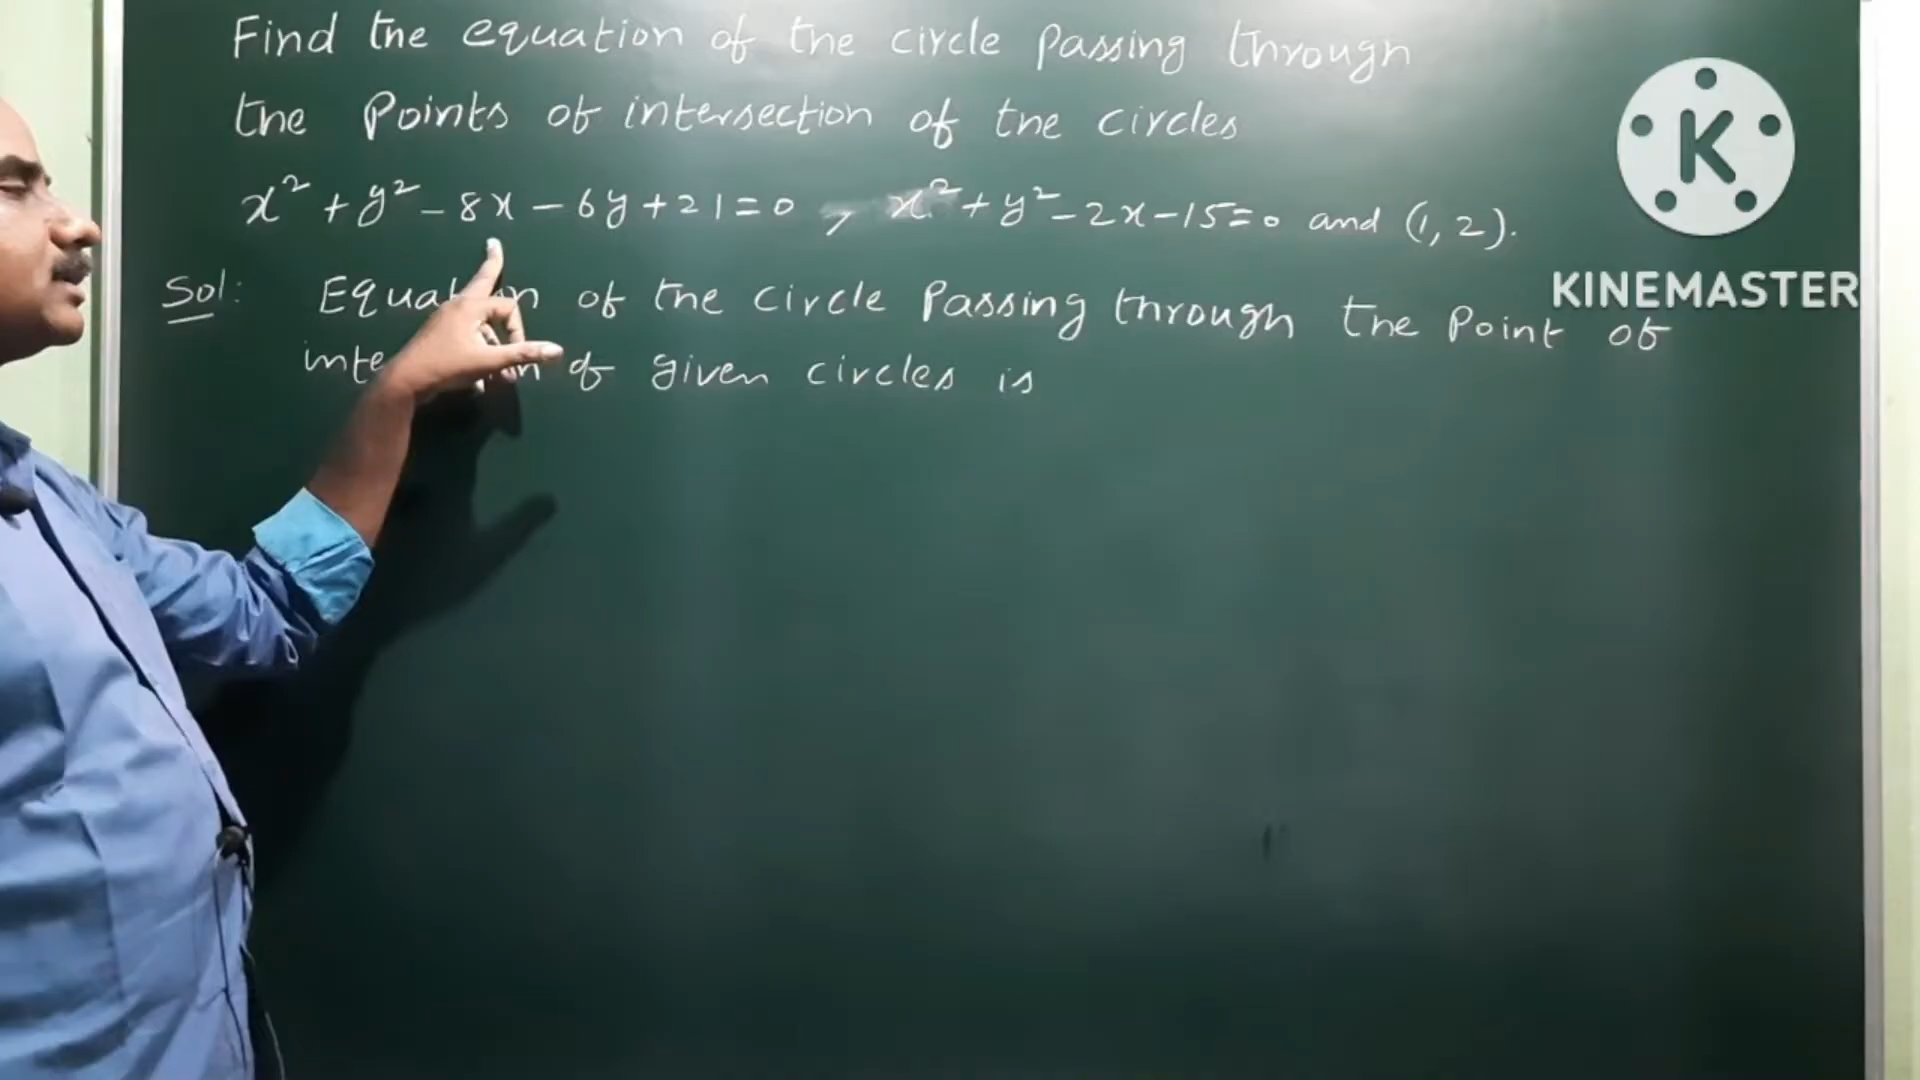 Find the equation of the circle passing through
the Points of intersection of the circles
x² + y² - 8x - 6y + 21 = 0 , x² + y² - 2x - 15 = 0 and (1, 2).
Sol: Equation of the circle Passing through the Point of
of given circles is
K
KINEMASTER